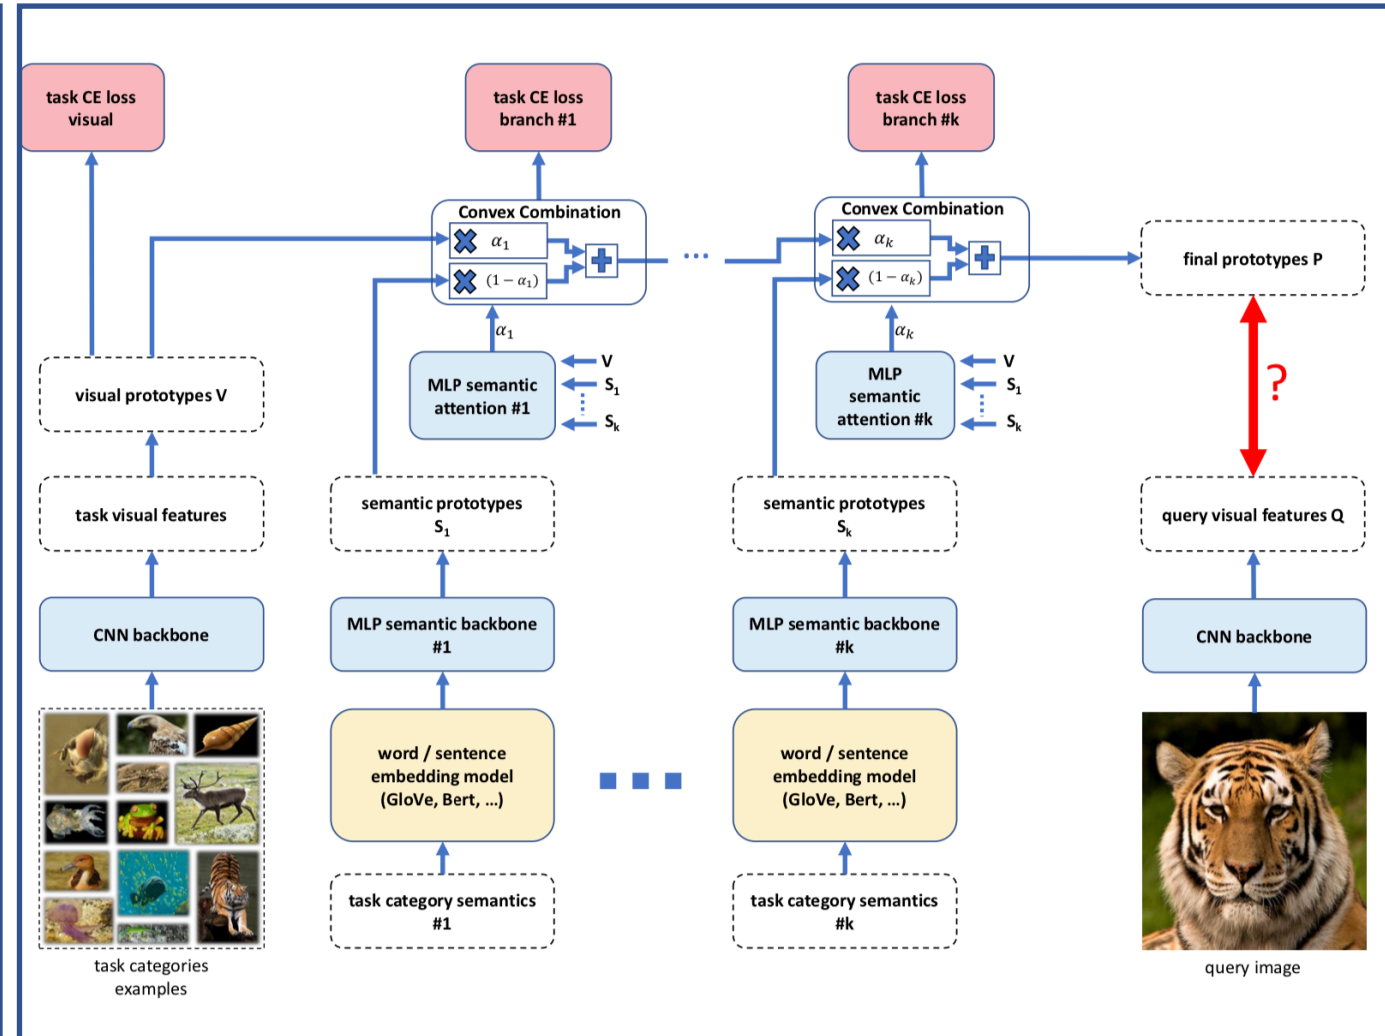 task CE loss
visual
task CE loss
branch #1
task CE loss
branch #k
Convex Combination
α₁
(1 − α₁)
...
Convex Combination
αₖ
(1 − αₖ)
final prototypes P
α₁
αₖ
MLP semantic
attention #1
V
S₁
Sₖ
MLP
semantic
attention #k
V
S₁
Sₖ
?
visual prototypes V
task visual features
semantic prototypes
S₁
semantic prototypes
Sₖ
query visual features Q
CNN backbone
MLP semantic backbone
#1
MLP semantic backbone
#k
CNN backbone
word / sentence
embedding model
(GloVe, Bert, ...)
word / sentence
embedding model
(GloVe, Bert, ...)
task category semantics
#1
task category semantics
#k
task categories
examples
query image